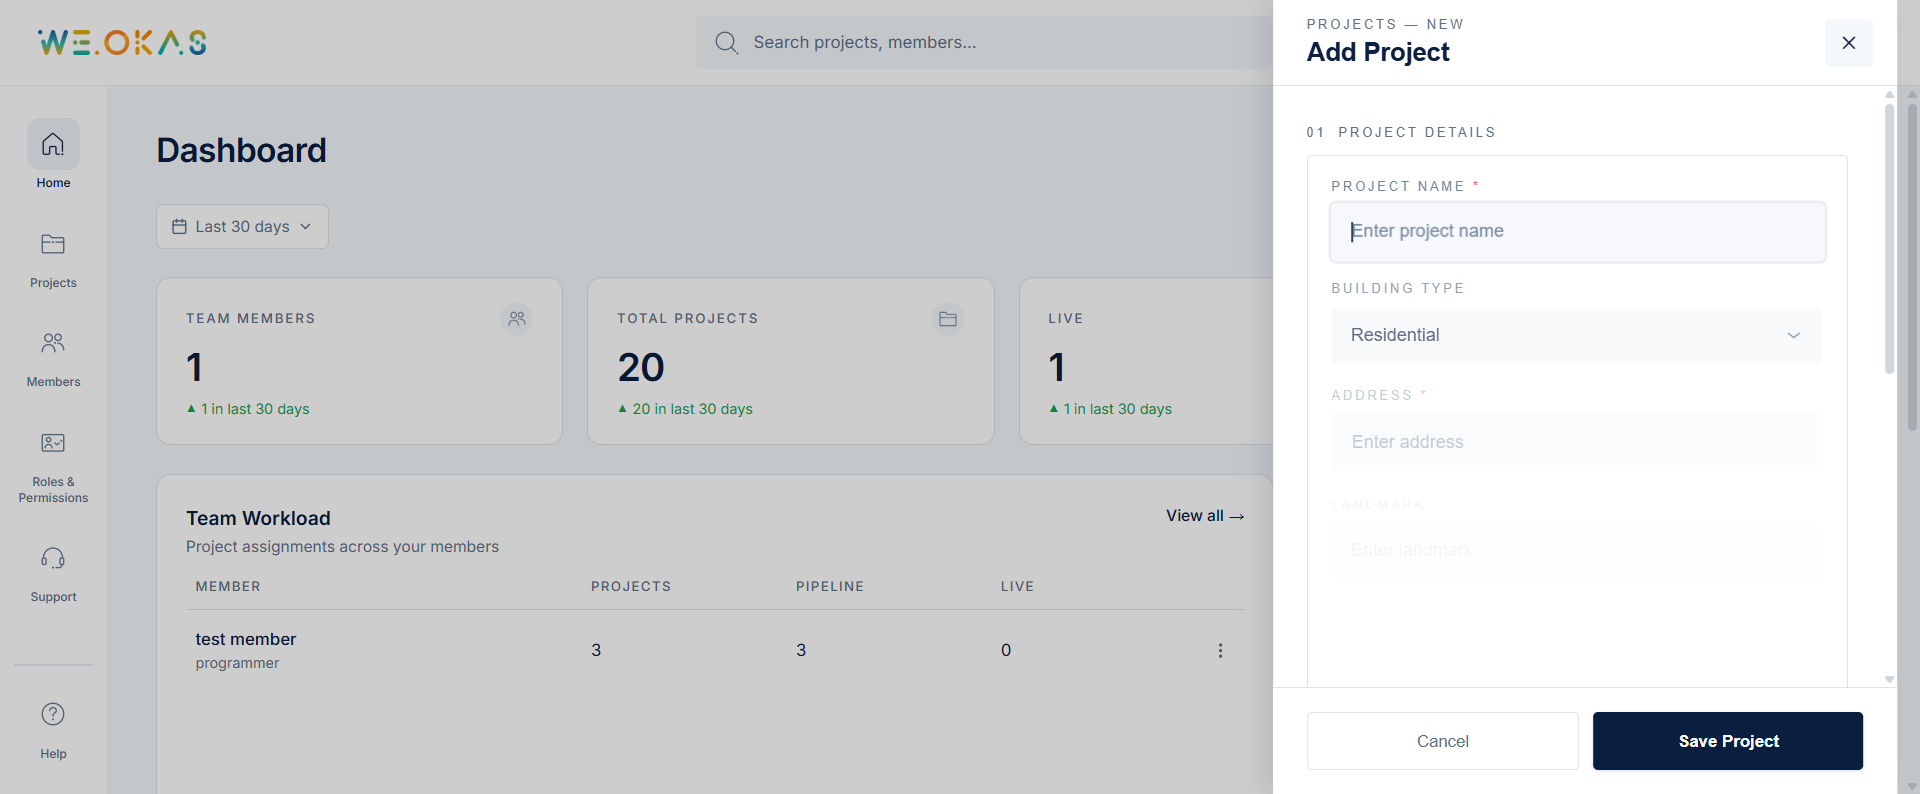 WE.OKAS
Search projects, members...
PROJECTS — NEW
Add Project
Home
Projects
Members
Roles &
Permissions
Support
Help
Dashboard
Last 30 days
TEAM MEMBERS
1
▲ 1 in last 30 days
TOTAL PROJECTS
20
▲ 20 in last 30 days
LIVE
1
▲ 1 in last 30 days
Team Workload
View all →
Project assignments across your members
MEMBER PROJECTS PIPELINE LIVE
test member 3 3 0
programmer
01 PROJECT DETAILS
PROJECT NAME *
Enter project name
BUILDING TYPE
Residential
ADDRESS *
Enter address
LANDMARK
Enter landmark
Cancel
Save Project